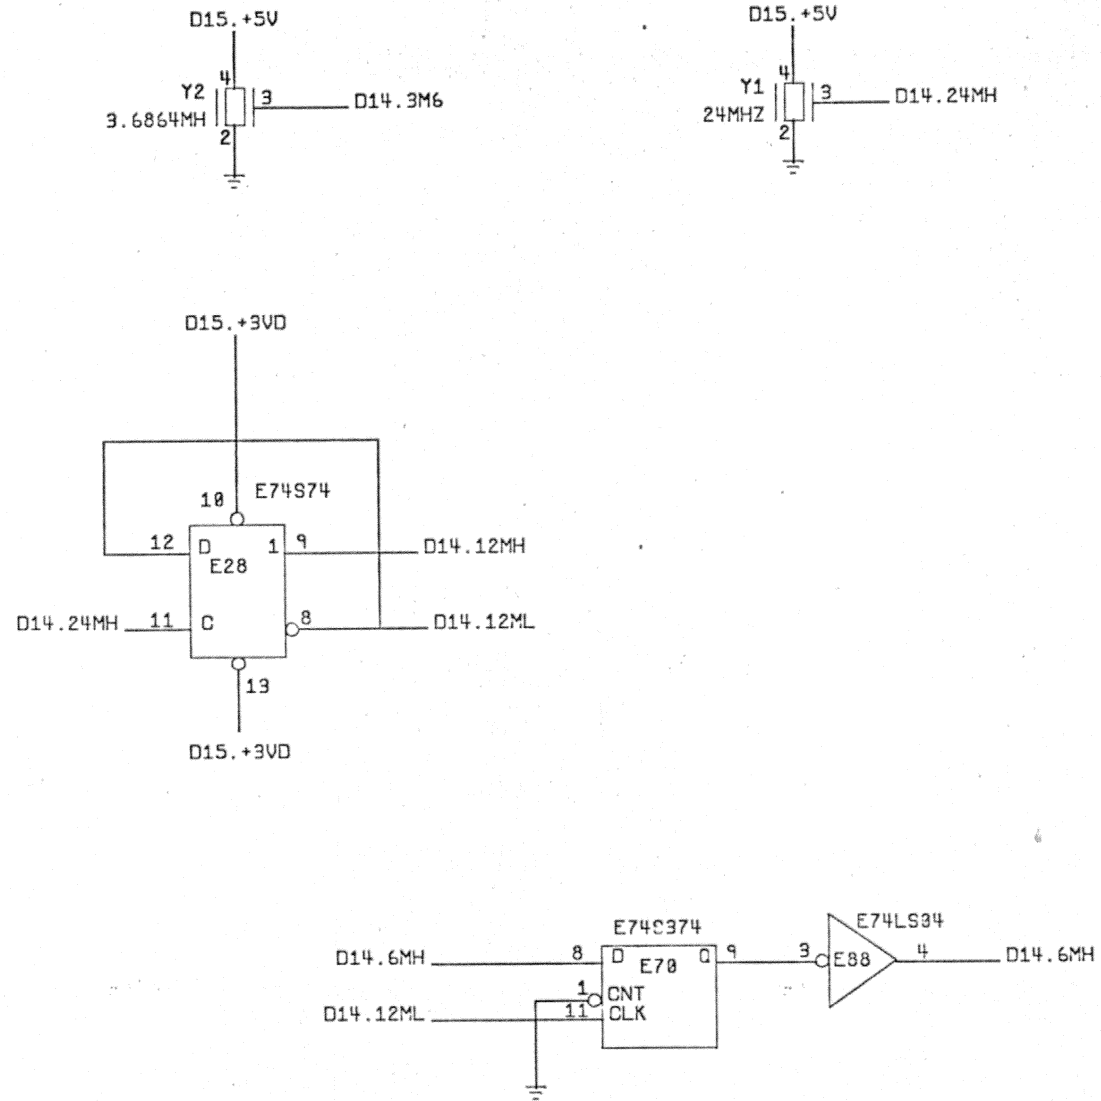 D15.+5V
D15.+5V
4
4
Y2
3
D14.3M6
Y1
3
D14.24MH
3.6864MH
24MHZ
2
2
D15.+3VD
10
E74S74
12
D
1
9
D14.12MH
E28
D14.24MH
11
C
8
D14.12ML
13
D15.+3VD
E74S374
E74LS04
D14.6MH
8
D
Q
9
3
E88
4
D14.6MH
E70
1
CNT
D14.12ML
11
CLK